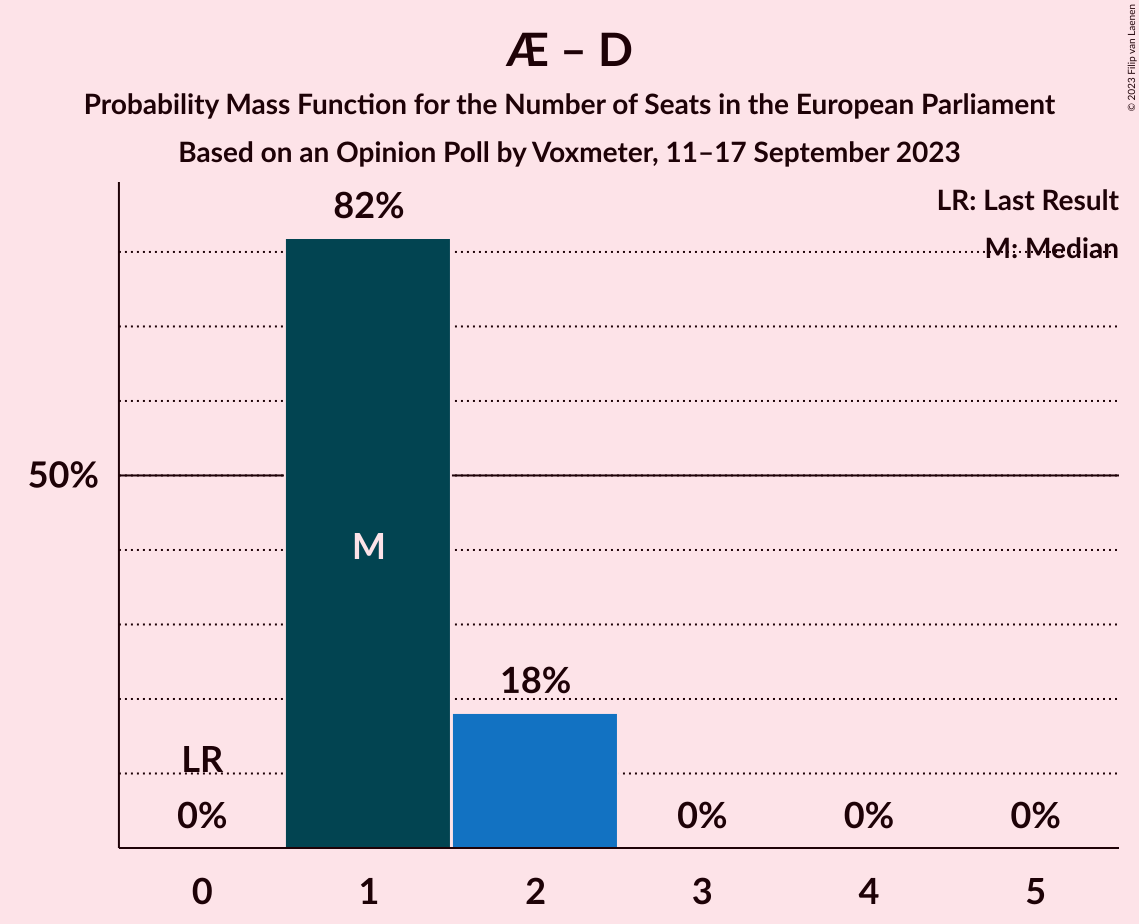 Æ – D
Probability Mass Function for the Number of Seats in the European Parliament
Based on an Opinion Poll by Voxmeter, 11–17 September 2023
© 2023 Filip van Laenen
LR: Last Result
M: Median
82%
50%
M
18%
LR
0%
0%
0%
0%
0 1 2 3 4 5